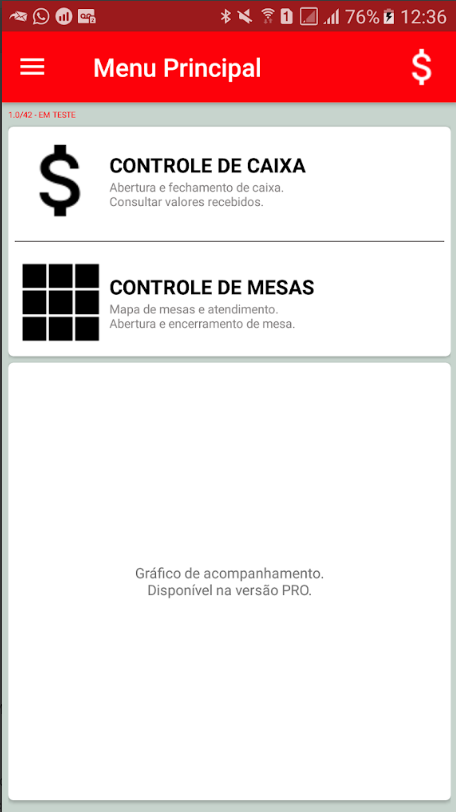 76% 12:36
Menu Principal
1.0/42 - EM TESTE
CONTROLE DE CAIXA
Abertura e fechamento de caixa.
Consultar valores recebidos.
CONTROLE DE MESAS
Mapa de mesas e atendimento.
Abertura e encerramento de mesa.
Gráfico de acompanhamento.
Disponível na versão PRO.